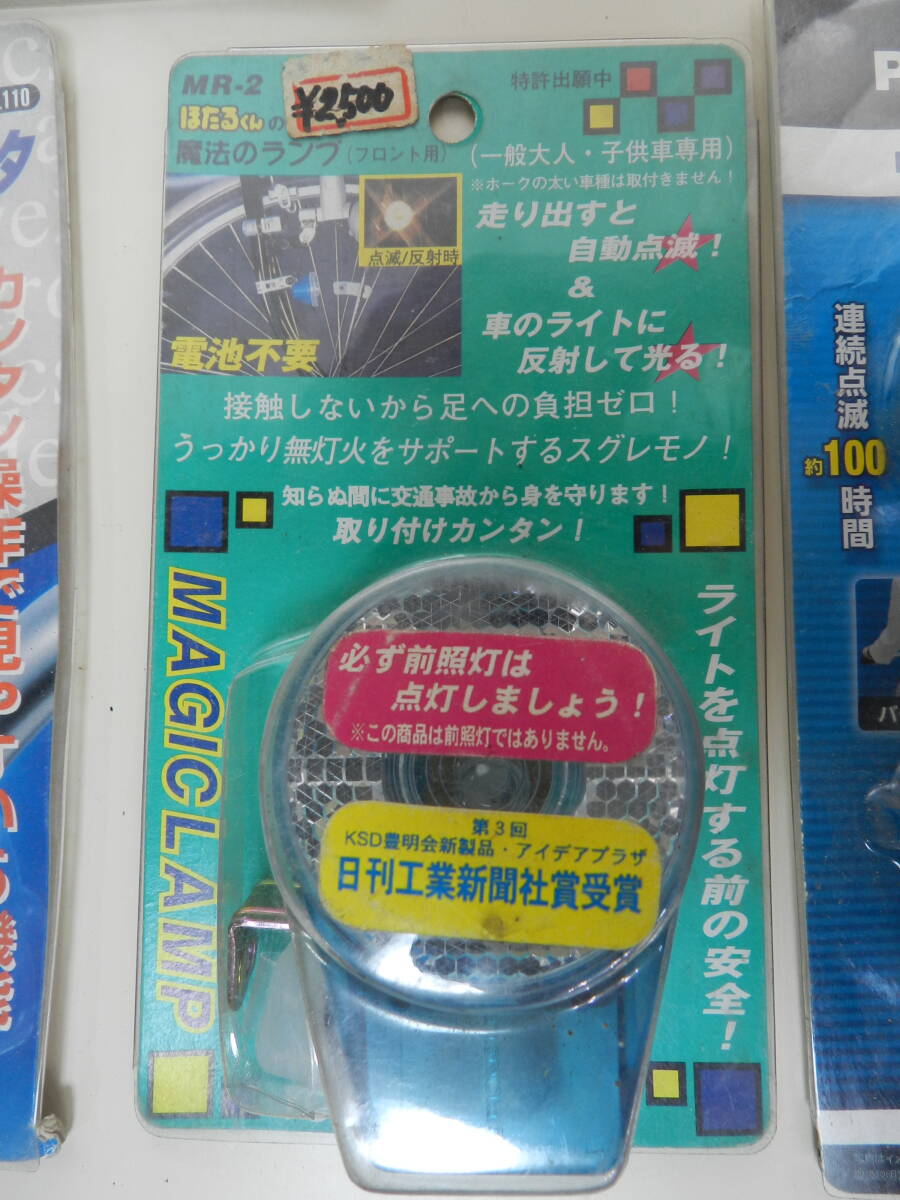 MR-2
¥2,500
特許出願中
ほたるくんの
魔法のランプ(フロント用)
(一般大人・子供車専用)
※ホークの太い車種は取付きません!
走り出すと
自動点滅!
&
車のライトに
反射して光る!
点滅/反射時
電池不要
接触しないから足への負担ゼロ!
うっかり無灯火をサポートするスグレモノ!
知らぬ間に交通事故から身を守ります!
取り付けカンタン!
MAGICLAMP
ライトを点灯する前の安全!
必ず前照灯は
点灯しましょう!
※この商品は前照灯ではありません。
第3回
KSD豊明会新製品・アイデアプラザ
日刊工業新聞社賞受賞
110
カンタン操作で
P
連続点滅
約100
時間